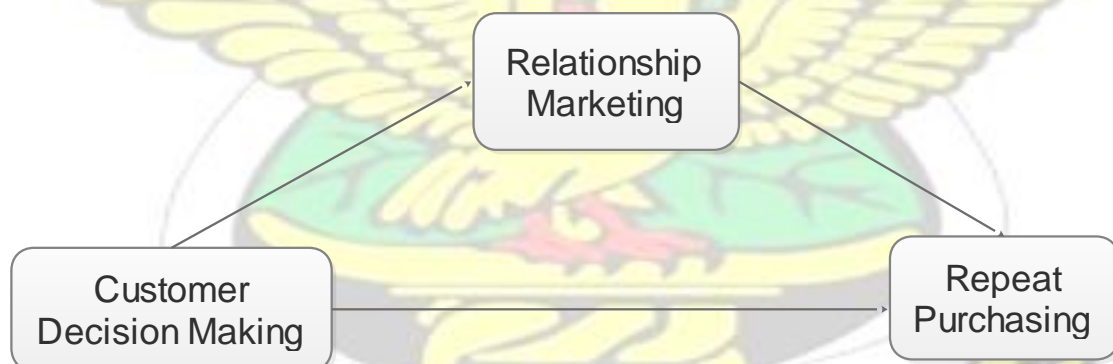 Relationship
Marketing
Customer
Decision Making
Repeat
Purchasing